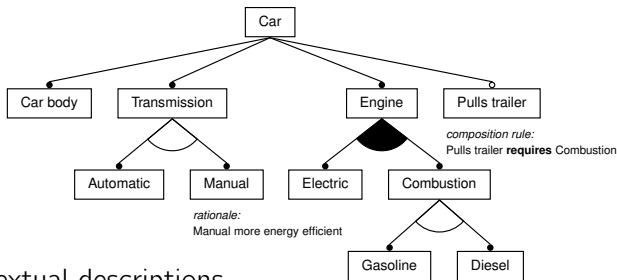 Car
Car body
Transmission
Engine
Pulls trailer
composition rule:
Pulls trailer requires Combustion
Automatic
Manual
Electric
Combustion
rationale:
Manual more energy efficient
Gasoline
Diesel
descriptions